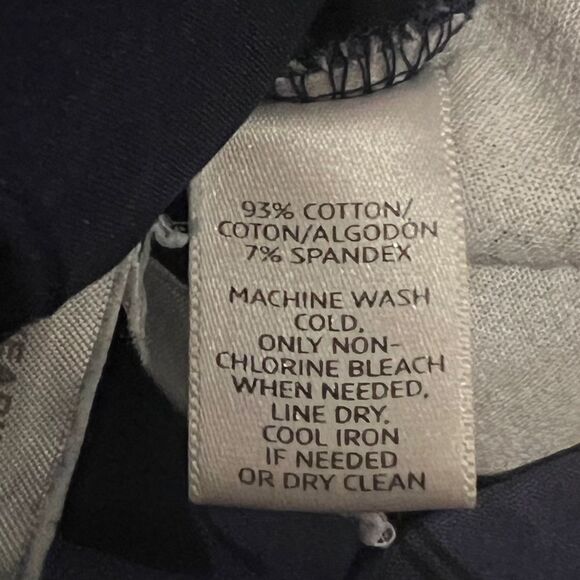 93% COTTON/
COTON/ALGODON
7% SPANDEX
MACHINE WASH
COLD,
ONLY NON-
CHLORINE BLEACH
WHEN NEEDED,
LINE DRY,
COOL IRON
IF NEEDED
OR DRY CLEAN